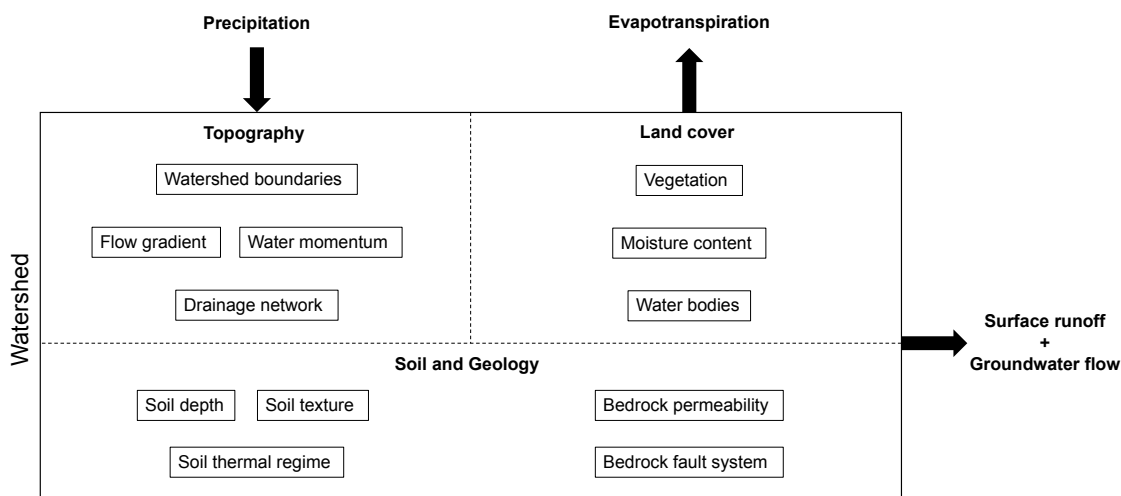 Precipitation
Evapotranspiration
Topography
Land cover
Watershed boundaries
Vegetation
Flow gradient
Water momentum
Moisture content
Drainage network
Water bodies
Watershed
Surface runoff
+
Groundwater flow
Soil and Geology
Soil depth
Soil texture
Bedrock permeability
Soil thermal regime
Bedrock fault system